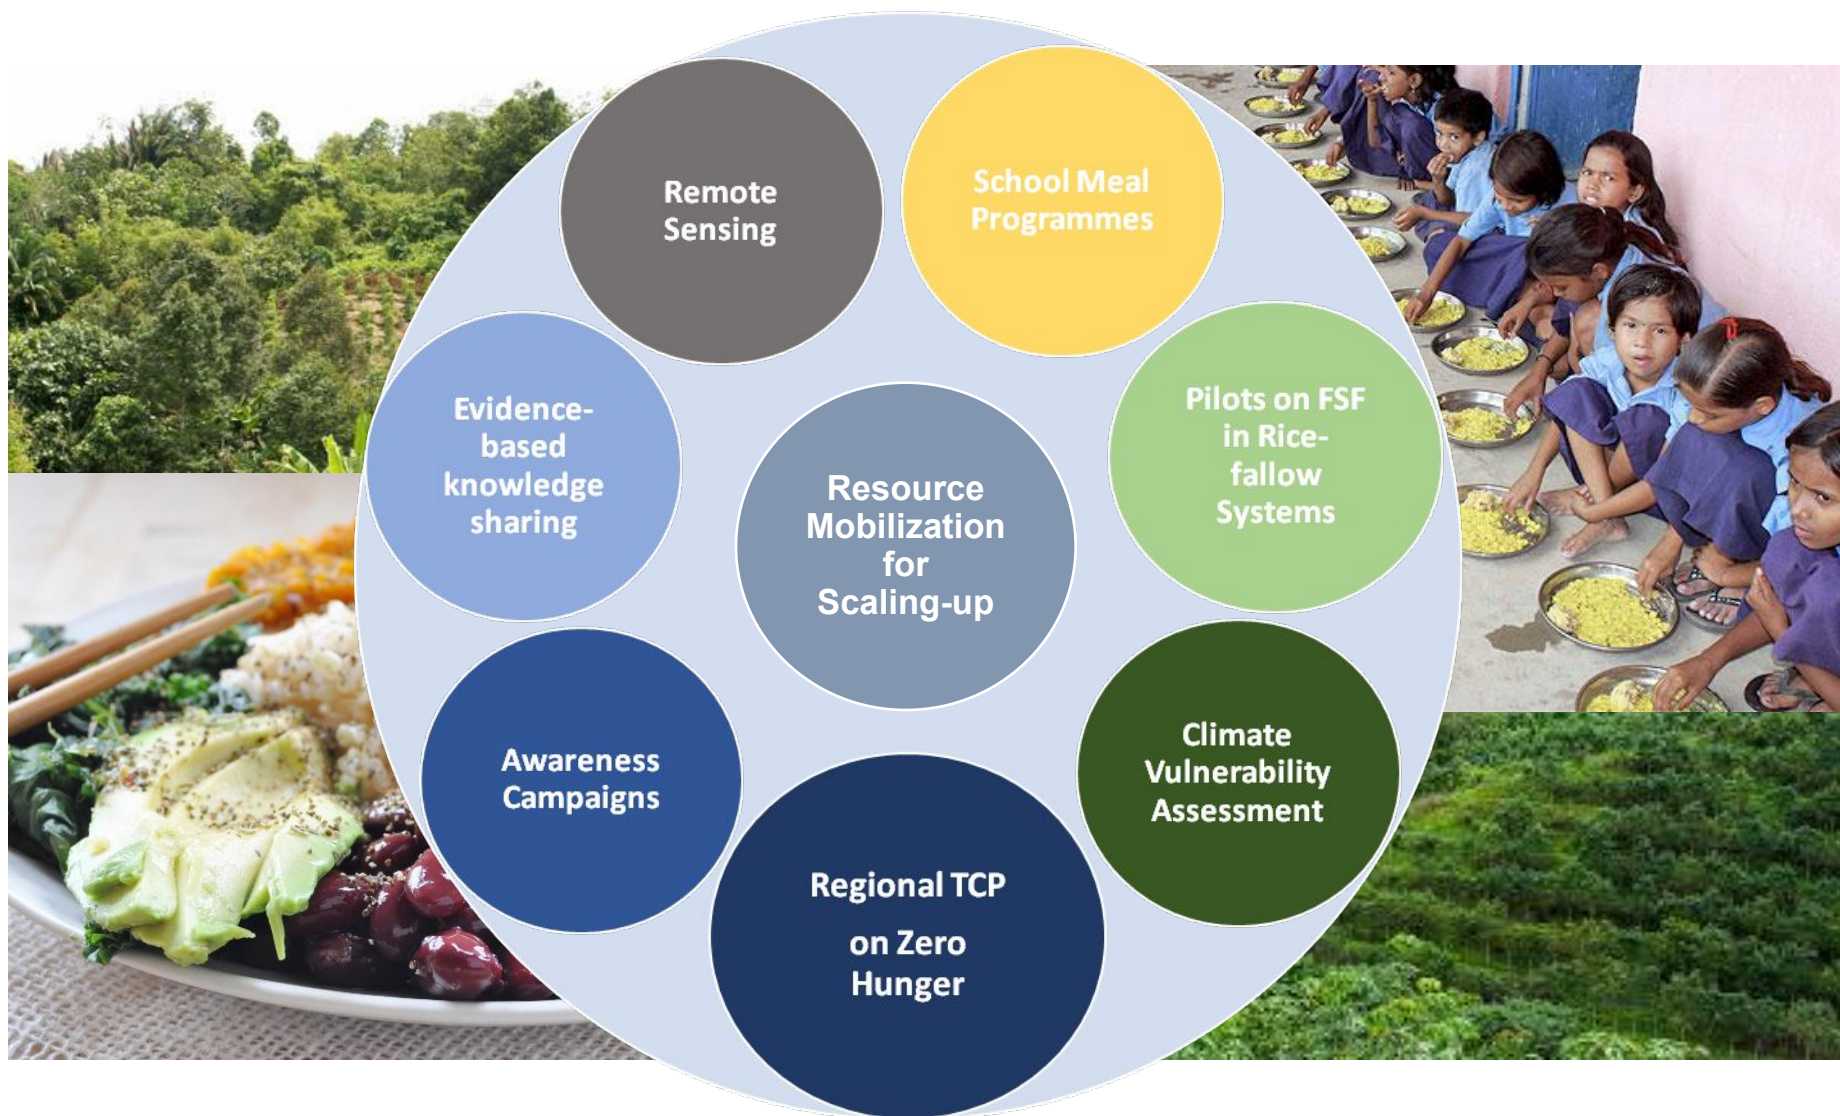 Remote
Sensing
School Meal
Programmes
Evidence-
based
knowledge
sharing
Pilots on FSF
in Rice-
fallow
Systems
Resource
Mobilization
for
Scaling-up
Awareness
Campaigns
Climate
Vulnerability
Assessment
Regional TCP
on Zero
Hunger